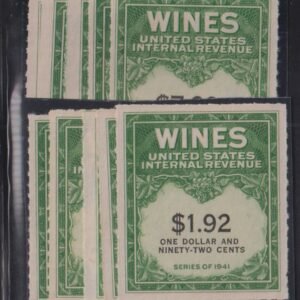 WINES
UNITED STATES
INTERNAL REVENUE
WINES
UNITED STATES
INTERNAL REVENUE
$1.92
ONE DOLLAR AND
NINETY-TWO CENTS
SERIES OF 1941